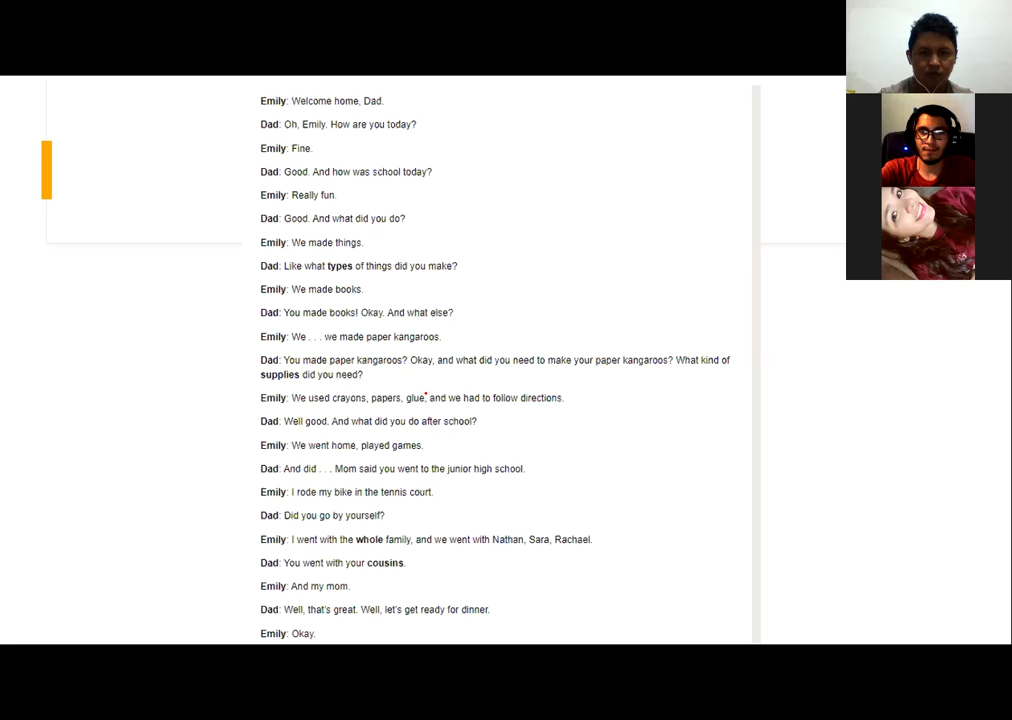 Emily: Welcome home, Dad.
Dad: Oh, Emily. How are you today?
Emily: Fine.
Dad: Good. And how was school today?
Emily: Really fun.
Dad: Good. And what did you do?
Emily: We made things.
Dad: Like what types of things did you make?
Emily: We made books.
Dad: You made books! Okay. And what else?
Emily: We . . . we made paper kangaroos.
Dad: You made paper kangaroos? Okay, and what did you need to make your paper kangaroos? What kind of
supplies did you need?
Emily: We used crayons, papers, glue, and we had to follow directions.
Dad: Well good. And what did you do after school?
Emily: We went home, played games.
Dad: And did . . . Mom said you went to the junior high school.
Emily: I rode my bike in the tennis court.
Dad: Did you go by yourself?
Emily: I went with the whole family, and we went with Nathan, Sara, Rachael.
Dad: You went with your cousins.
Emily: And my mom.
Dad: Well, that's great. Well, let's get ready for dinner.
Emily: Okay.